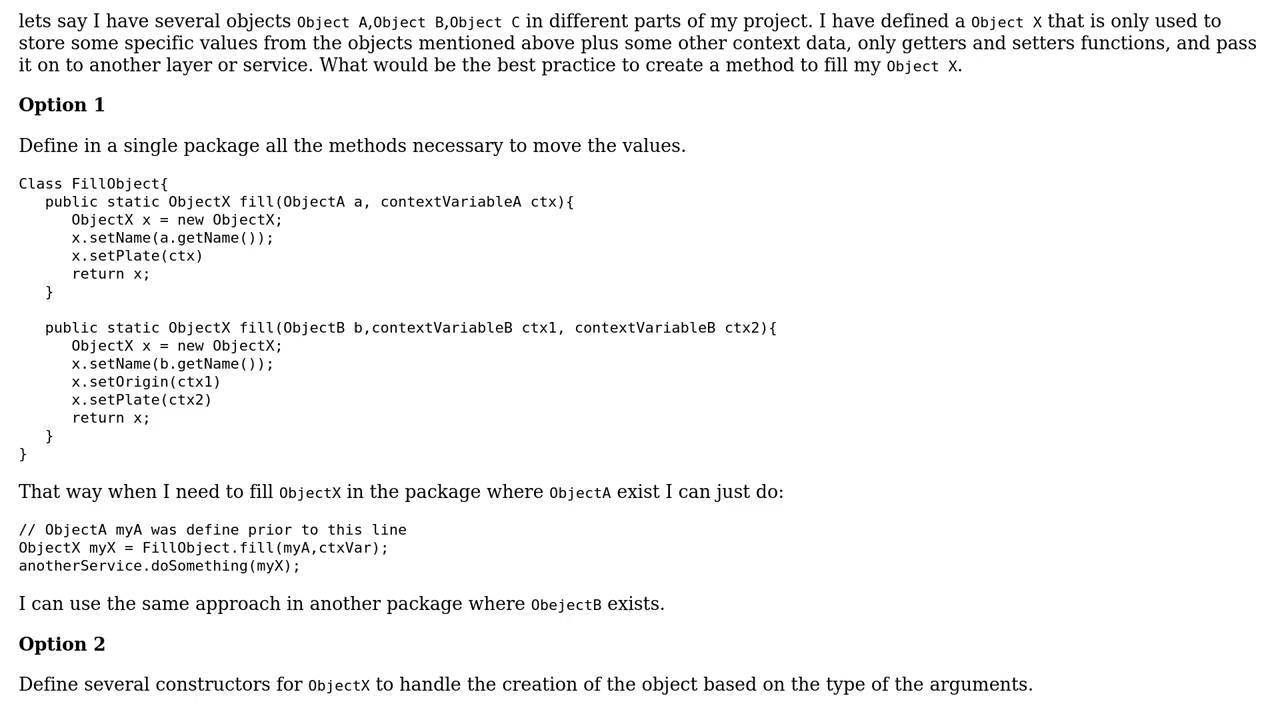 lets say I have several objects Object A,Object B,Object C in different parts of my project. I have defined a Object X that is only used to
store some specific values from the objects mentioned above plus some other context data, only getters and setters functions, and pass
it on to another layer or service. What would be the best practice to create a method to fill my Object X.
Option 1
Define in a single package all the methods necessary to move the values.
Class FillObject{
   public static ObjectX fill(ObjectA a, contextVariableA ctx){
      ObjectX x = new ObjectX;
      x.setName(a.getName());
      x.setPlate(ctx)
      return x;
   }
   public static ObjectX fill(ObjectB b,contextVariableB ctx1, contextVariableB ctx2){
      ObjectX x = new ObjectX;
      x.setName(b.getName());
      x.setOrigin(ctx1)
      x.setPlate(ctx2)
      return x;
   }
}
That way when I need to fill ObjectX in the package where ObjectA exist I can just do:
// ObjectA myA was define prior to this line
ObjectX myX = FillObject.fill(myA,ctxVar);
anotherService.doSomething(myX);
I can use the same approach in another package where ObejectB exists.
Option 2
Define several constructors for ObjectX to handle the creation of the object based on the type of the arguments.